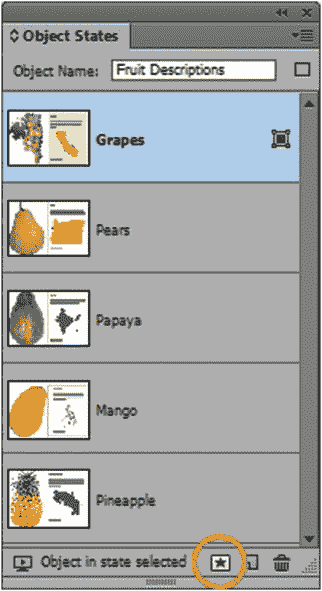 Object States
Object Name: Fruit Descriptions
Grapes
Pears
Papaya
Mango
Pineapple
Object in state selected